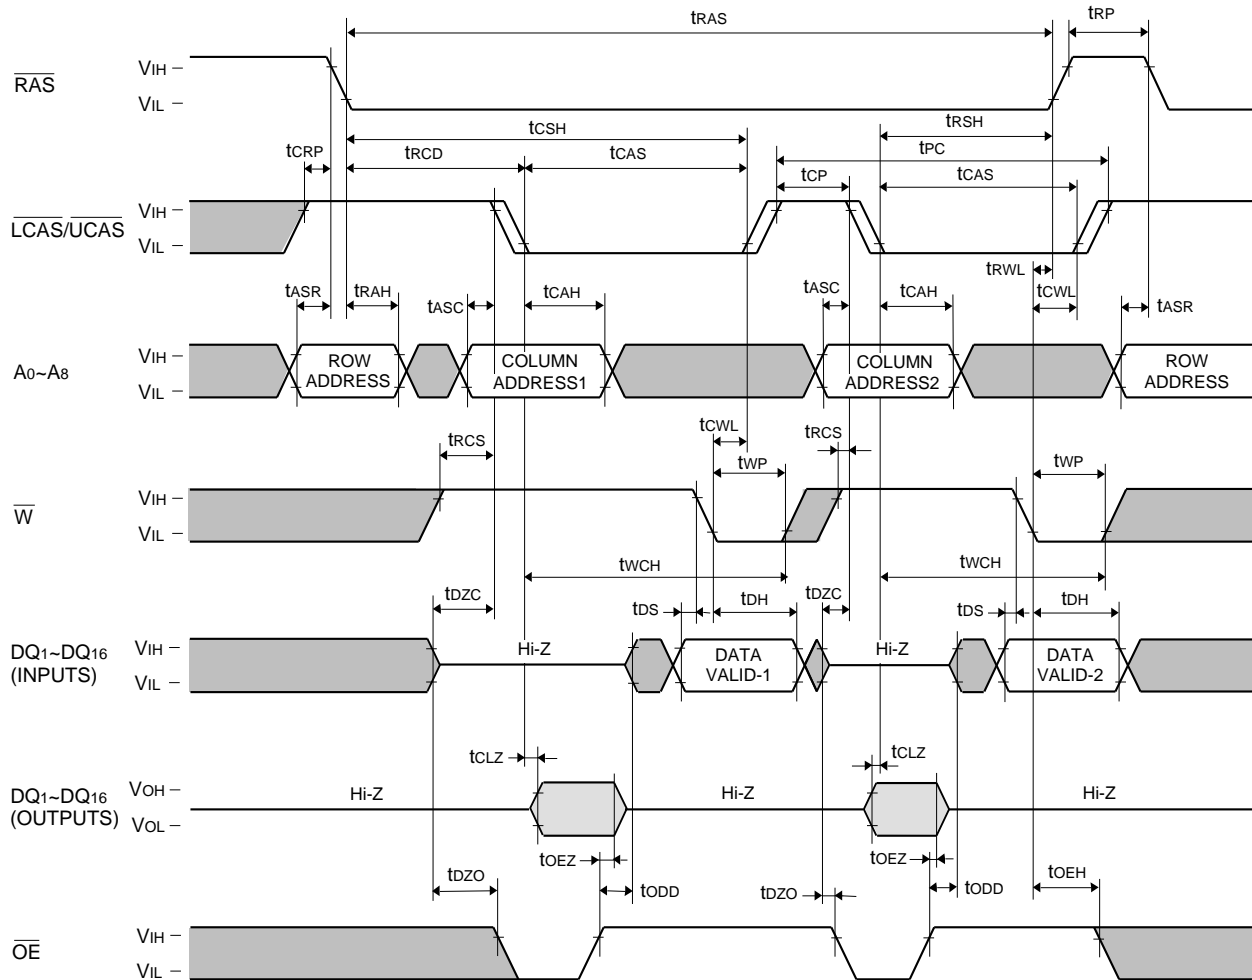 tRAS
tRP
RAS
VIH
VIL
tCSH
tRSH
tCRP
tRCD
tCAS
tPC
tCP
tCAS
LCAS/UCAS
VIH
VIL
tRWL
tASR
tRAH
tASC
tCAH
tASC
tCAH
tCWL
tASR
A0~A8
VIH
VIL
ROW ADDRESS
COLUMN ADDRESS1
COLUMN ADDRESS2
ROW ADDRESS
tRCS
tCWL
tRCS
tWP
tWP
W
VIH
VIL
tWCH
tWCH
tDZC
tDS
tDH
tDZC
tDS
tDH
DQ1~DQ16
(INPUTS)
VIH
VIL
Hi-Z
DATA VALID-1
Hi-Z
DATA VALID-2
tCLZ
tCLZ
DQ1~DQ16
(OUTPUTS)
VOH
VOL
Hi-Z
Hi-Z
Hi-Z
tOEZ
tOEZ
tDZO
tODD
tDZO
tODD
tOEH
OE
VIH
VIL